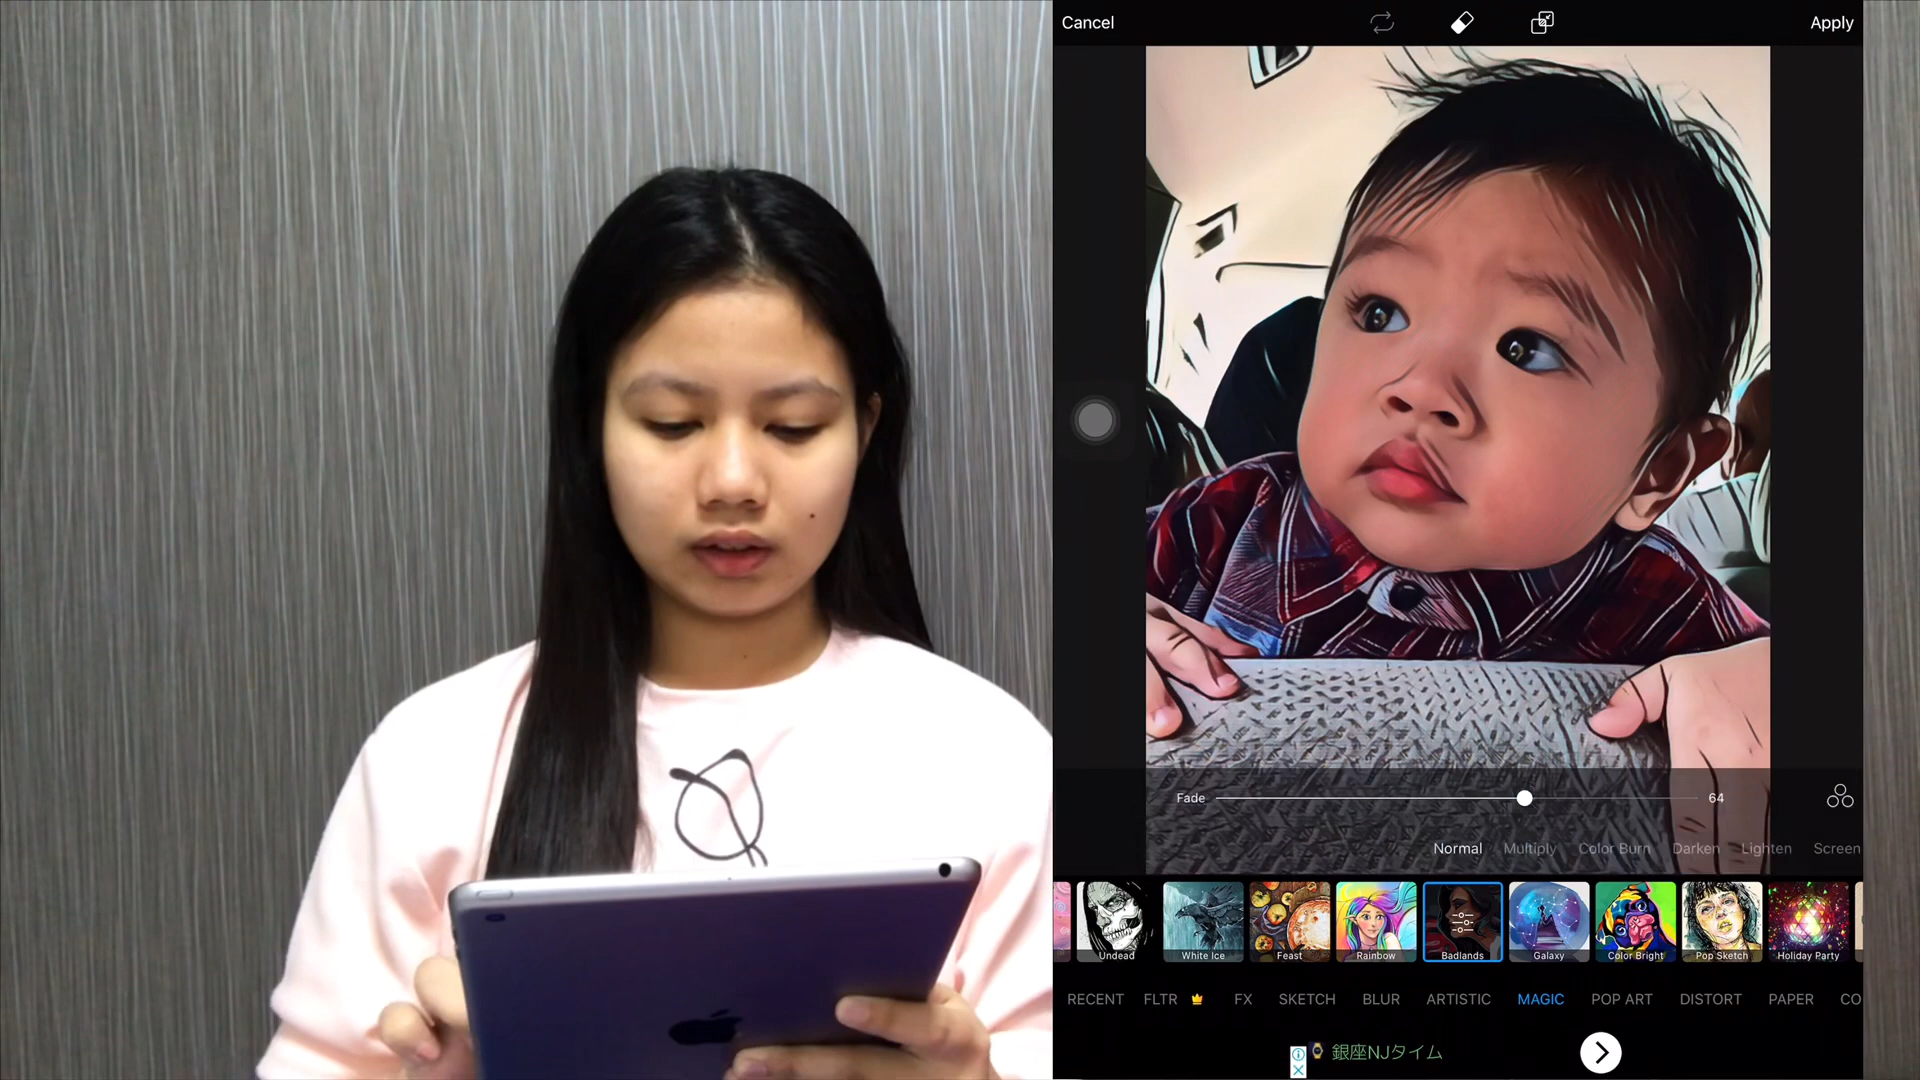 Cancel
Apply
Fade
64
Normal Multiply Color Burn Darken Lighten Screen
Undead White Ice Feast Rainbow Badlands Galaxy Color Bright Pop Sketch Holiday Party
RECENT FLTR FX SKETCH BLUR ARTISTIC MAGIC POP ART DISTORT PAPER CO
銀座NJタイム